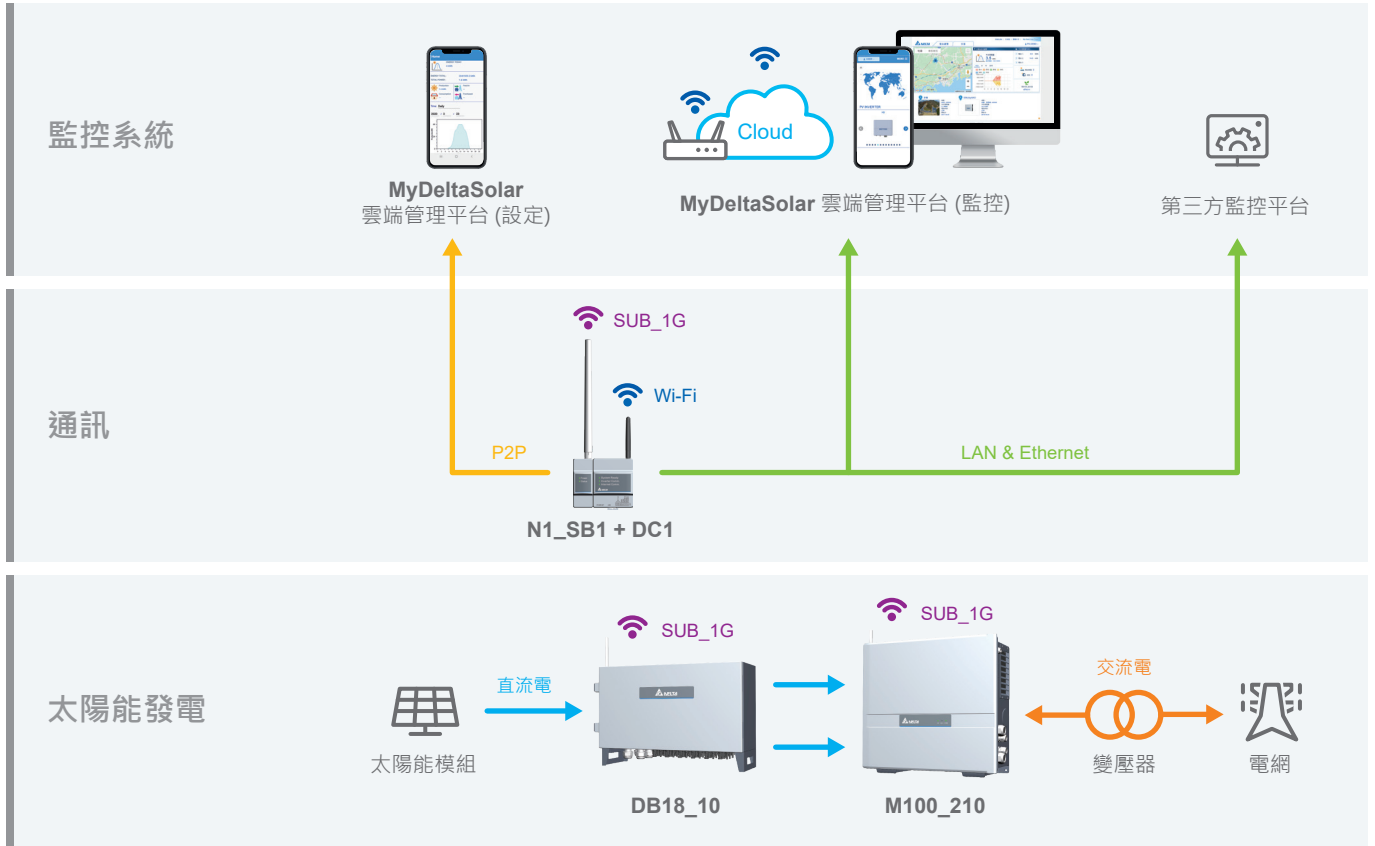 監控系統
Cloud
MyDeltaSolar
雲端管理平台 (設定)
MyDeltaSolar 雲端管理平台 (監控)
第三方監控平台
通訊
SUB_1G
Wi-Fi
P2P
LAN & Ethernet
N1_SB1 + DC1
太陽能發電
SUB_1G
SUB_1G
直流電
交流電
太陽能模組
變壓器
電網
DB18_10
M100_210